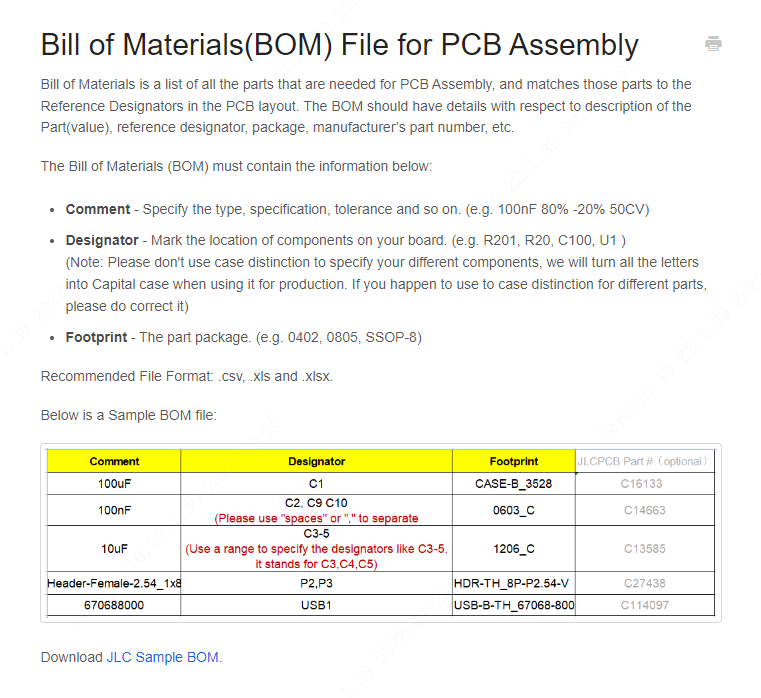 Bill of Materials(BOM) File for PCB Assembly
Bill of Materials is a list of all the parts that are needed for PCB Assembly, and matches those parts to the
Reference Designators in the PCB layout. The BOM should have details with respect to description of the
Part(value), reference designator, package, manufacturer's part number, etc.
The Bill of Materials (BOM) must contain the information below:
• Comment - Specify the type, specification, tolerance and so on. (e.g. 100nF 80% -20% 50CV)
• Designator - Mark the location of components on your board. (e.g. R201, R20, C100, U1 )
(Note: Please don't use case distinction to specify your different components, we will turn all the letters
into Capital case when using it for production. If you happen to use to case distinction for different parts,
please do correct it)
• Footprint - The part package. (e.g. 0402, 0805, SSOP-8)
Recommended File Format: .csv, .xls and .xlsx.
Below is a Sample BOM file:
Comment Designator Footprint JLCPCB Part #（optional）
100uF C1 CASE-B_3528 C16133
100nF C2, C9 C10 0603_C C14663
(Please use "spaces" or "," to separate
10uF C3-5 1206_C C13585
(Use a range to specify the designators like C3-5,
it stands for C3,C4,C5)
Header-Female-2.54_1x8 P2,P3 HDR-TH_8P-P2.54-V C27438
670688000 USB1 USB-B-TH_67068-800 C114097
Download JLC Sample BOM.